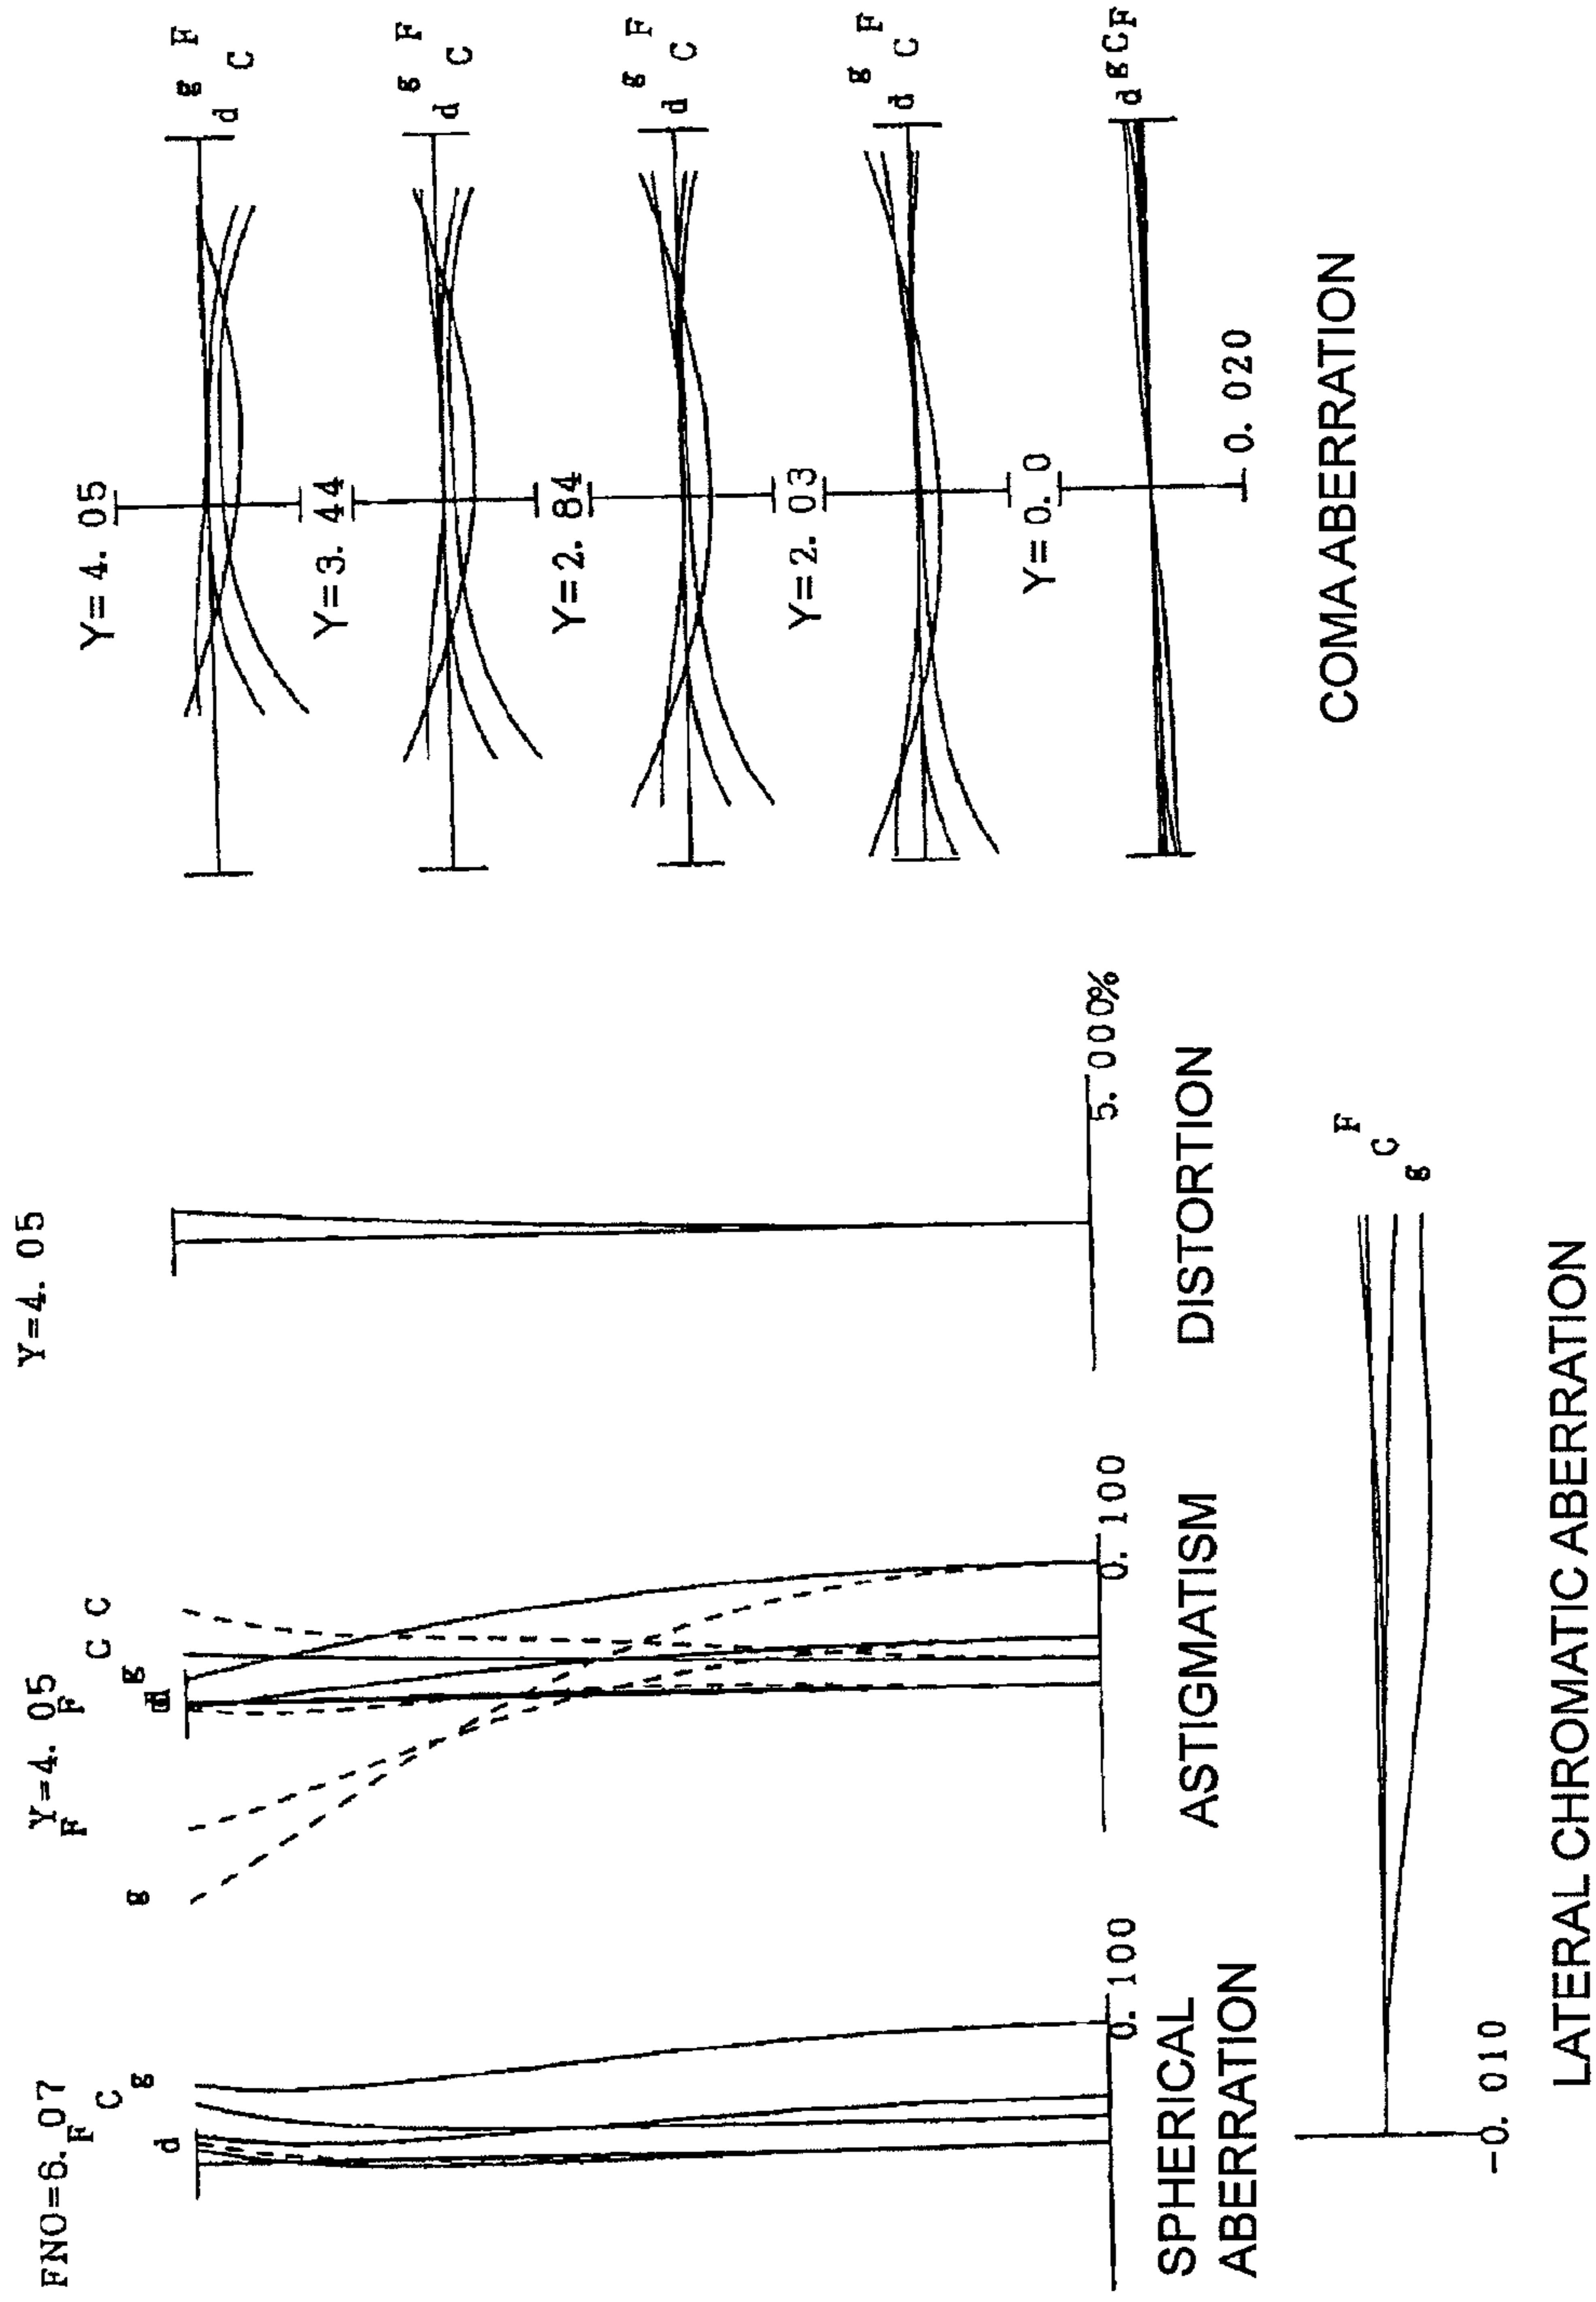 FNO=6. 07
F
C
g
d
SPHERICAL
ABERRATION
0. 100
Y=4. 05
F
F
C
C
g
g
d
ASTIGMATISM
0. 100
Y=4. 05
DISTORTION
5. 000%
Y=4. 05
g
F
d
C
Y=3. 44
g
F
d
C
Y=2. 84
g
F
d
C
Y=2. 03
g
F
d
C
Y=0. 0
d
g
C
F
0. 020
COMA ABERRATION
F
C
g
-0. 010
LATERAL CHROMATIC ABERRATION